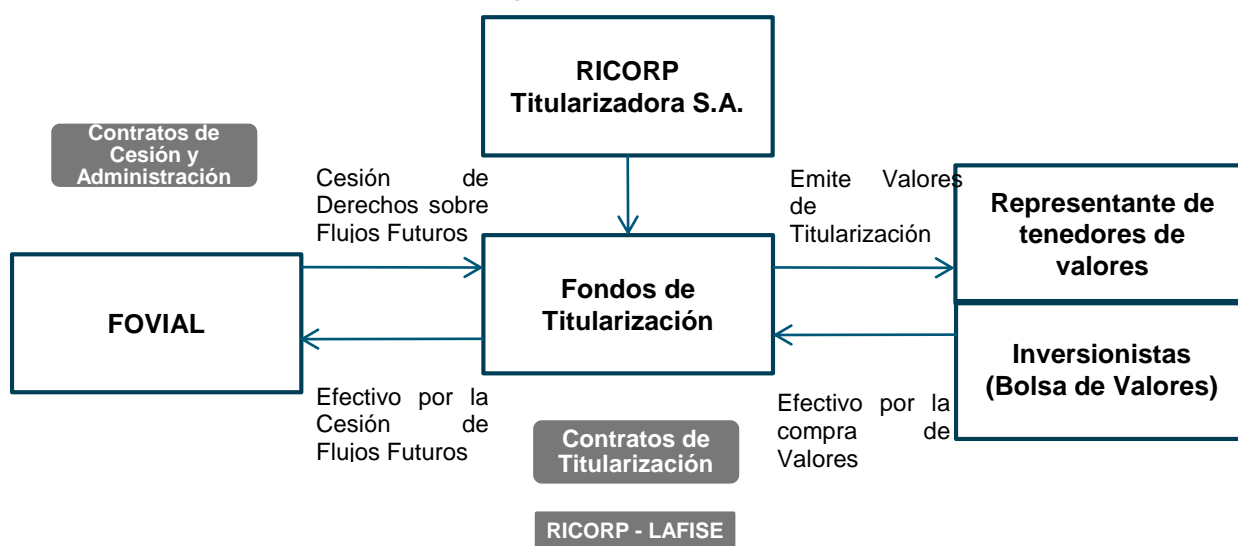 RICORP
Titularizadora S.A.
Contratos de
Cesión y
Administración
Cesión de
Derechos sobre
Flujos Futuros
Emite Valores
de
Titularización
Representante de
tenedores de
valores
FOVIAL
Fondos de
Titularización
Inversionistas
(Bolsa de Valores)
Efectivo por la
Cesión de
Flujos Futuros
Contratos de
Titularización
Efectivo por la
compra de
Valores
RICORP - LAFISE